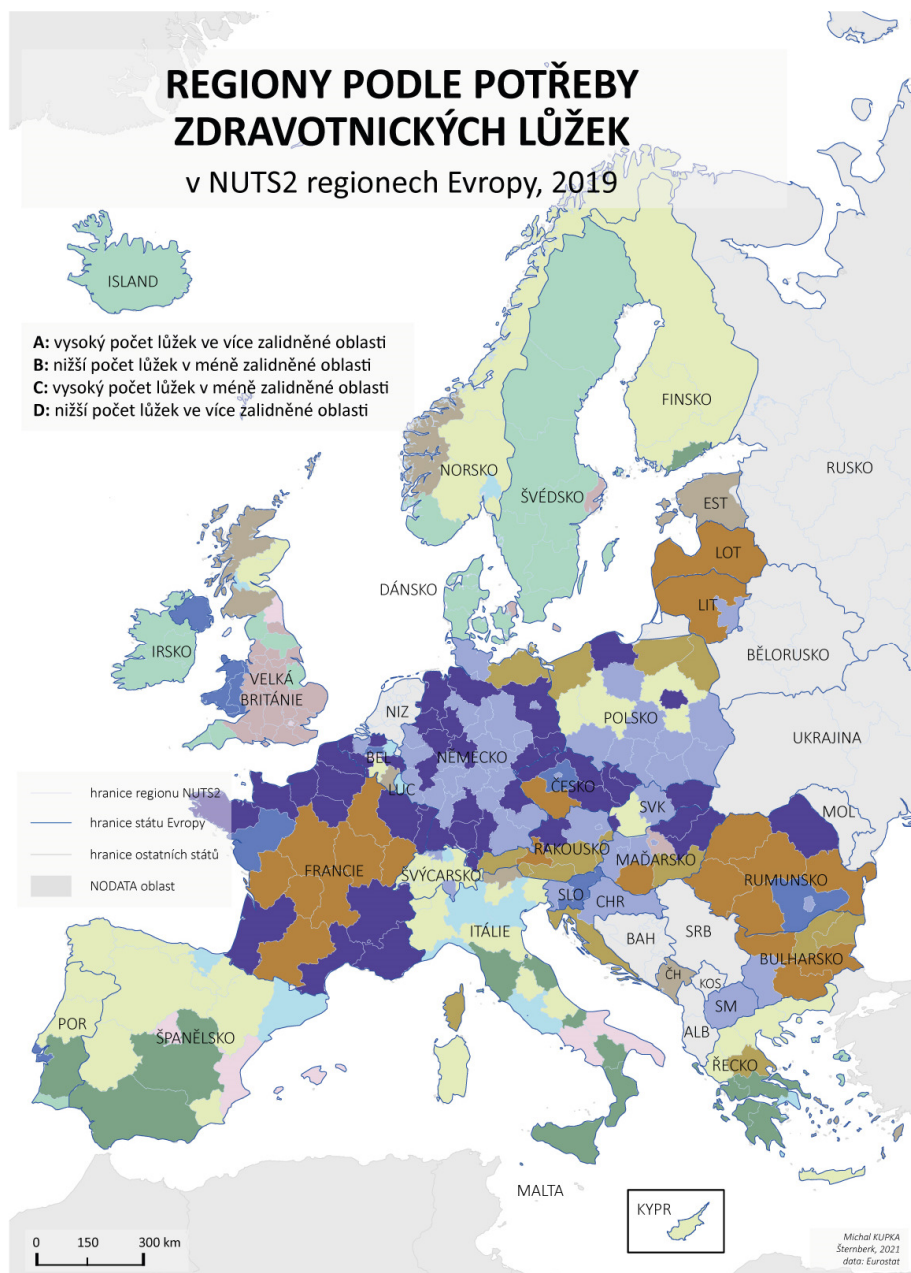 REGIONY PODLE POTŘEBY
ZDRAVOTNICKÝCH LŮŽEK
v NUTS2 regionech Evropy, 2019
ISLAND
A: vysoký počet lůžek ve více zalidněné oblasti
B: nižší počet lůžek v méně zalidněné oblasti
C: vysoký počet lůžek v méně zalidněné oblasti
D: nižší počet lůžek ve více zalidněné oblasti
FINSKO
NORSKO
ŠVÉDSKO
RUSKO
EST
LOT
DÁNSKO
LIT
IRSKO
BĚLORUSKO
VELKÁ
BRITÁNIE
NIZ
POLSKO
UKRAJINA
BEL
NĚMECKO
LUC
ČESKO
hranice regionu NUTS2
hranice státu Evropy
hranice ostatních států
NODATA oblast
SVK
MOL
FRANCIE
ŠVÝCARSKO
RAKOUSKO
MAĎARSKO
RUMUNSKO
SLO
CHR
ITÁLIE
BAH
SRB
BULHARSKO
ČH
KOS
SM
POR
ŠPANĚLSKO
ALB
ŘECKO
MALTA
KYPR
0 150 300 km
Michal KUPKA
Šternberk, 2021
data: Eurostat